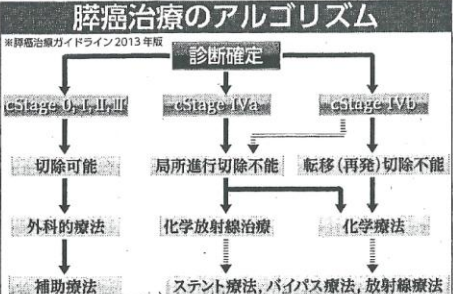 膵癌治療のアルゴリズム
※膵癌治療ガイドライン2013年版
診断確定
cStage 0,I,II,III cStage IVa cStage IVb
切除可能 局所進行切除不能 転移(再発)切除不能
外科的療法 化学放射線治療 化学療法
補助療法 ステント療法,バイパス療法,放射線療法